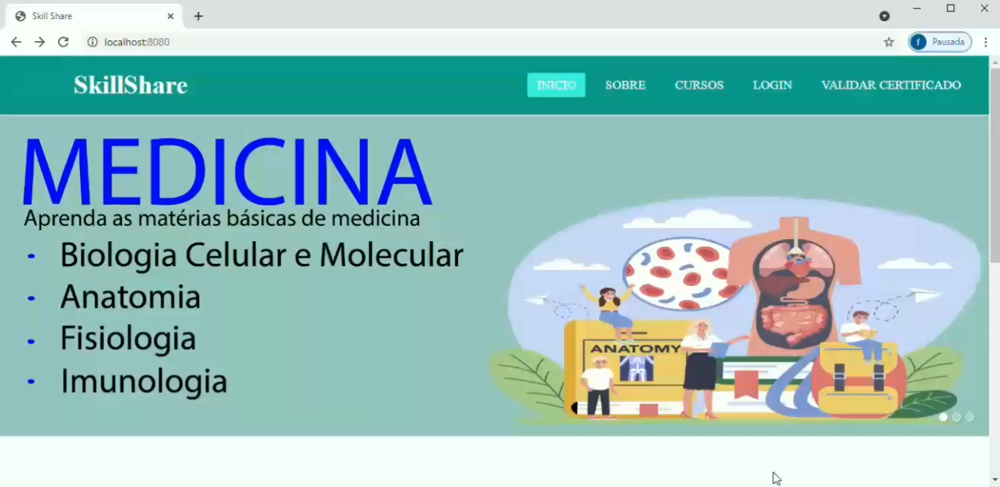 Skill Share
localhost:8080
f Pausada
SkillShare
INÍCIO SOBRE CURSOS LOGIN VALIDAR CERTIFICADO
MEDICINA
Aprenda as matérias básicas de medicina
- Biologia Celular e Molecular
- Anatomia
- Fisiologia
- Imunologia
ANATOMY